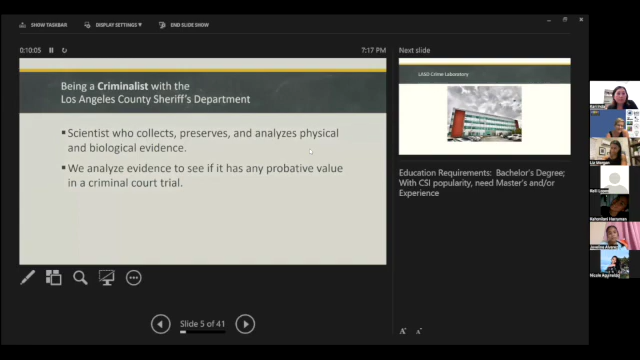 SHOW TASKBAR
DISPLAY SETTINGS
END SLIDE SHOW
0:10:05
7:17 PM
Being a Criminalist with the
Los Angeles County Sheriff's Department
▪ Scientist who collects, preserves, and analyzes physical
and biological evidence.
▪ We analyze evidence to see if it has any probative value
in a criminal court trial.
Slide 5 of 41
Next slide
LASD Crime Laboratory
Education Requirements: Bachelor's Degree;
With CSI popularity, need Master's and/or
Experience
Liz Morgan